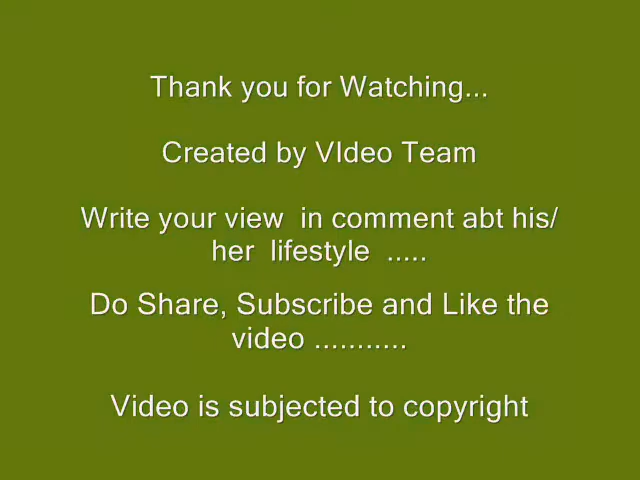 Thank you for Watching...
Created by VIdeo Team
Write your view  in comment abt his/
her  lifestyle  .....
Do Share, Subscribe and Like the
video ...........
Video is subjected to copyright